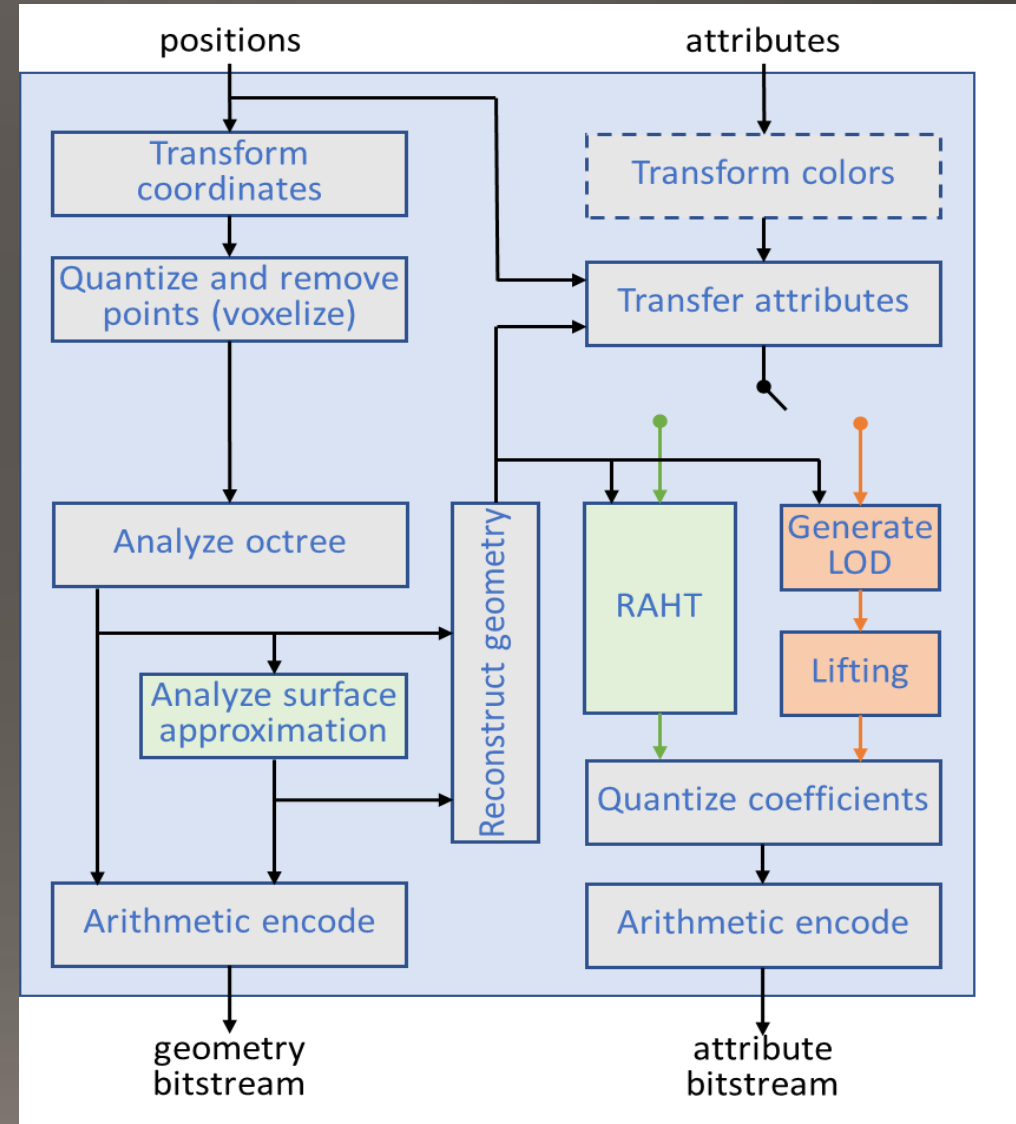 positions
attributes
Transform
coordinates
Transform colors
Quantize and remove
points (voxelize)
Transfer attributes
Analyze octree
Reconstruct geometry
RAHT
Generate
LOD
Lifting
Analyze surface
approximation
Quantize coefficients
Arithmetic encode
Arithmetic encode
geometry
bitstream
attribute
bitstream